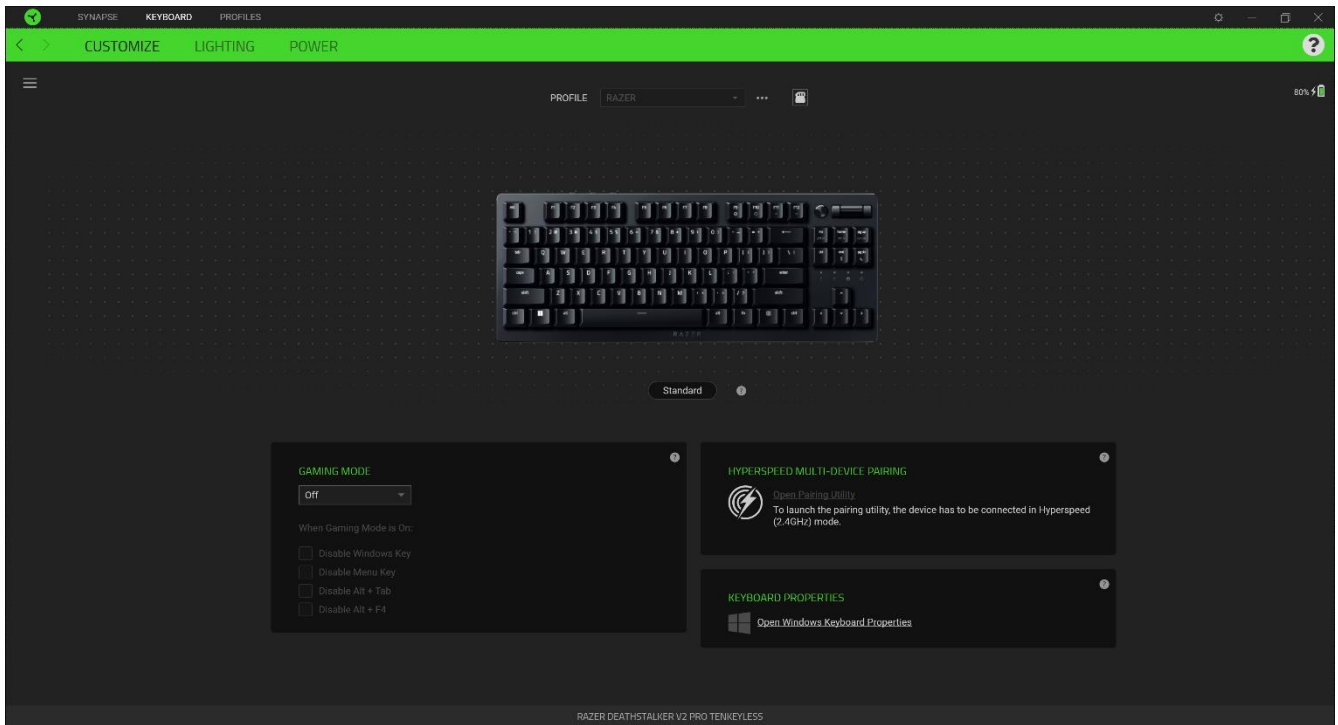 SYNAPSE KEYBOARD PROFILES
CUSTOMIZE LIGHTING POWER ?
PROFILE RAZER
80%
Standard ?
GAMING MODE ?
Off
When Gaming Mode is On:
Disable Windows Key
Disable Menu Key
Disable Alt + Tab
Disable Alt + F4
HYPERSPEED MULTI-DEVICE PAIRING ?
Open Pairing Utility
To launch the pairing utility, the device has to be connected in Hyperspeed
(2.4GHz) mode.
KEYBOARD PROPERTIES ?
Open Windows Keyboard Properties
RAZER DEATHSTALKER V2 PRO TENKEYLESS